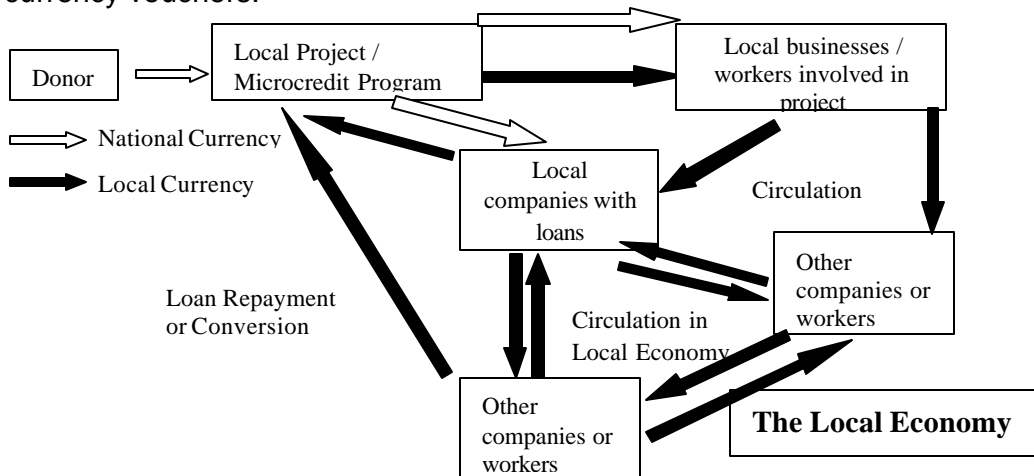 currency vouchers.
Donor
Local Project /
Microcredit Program
Local businesses /
workers involved in
project
National Currency
Local Currency
Local
companies with
loans
Circulation
Other
companies or
workers
Loan Repayment
or Conversion
Circulation in
Local Economy
Other
companies or
workers
The Local Economy